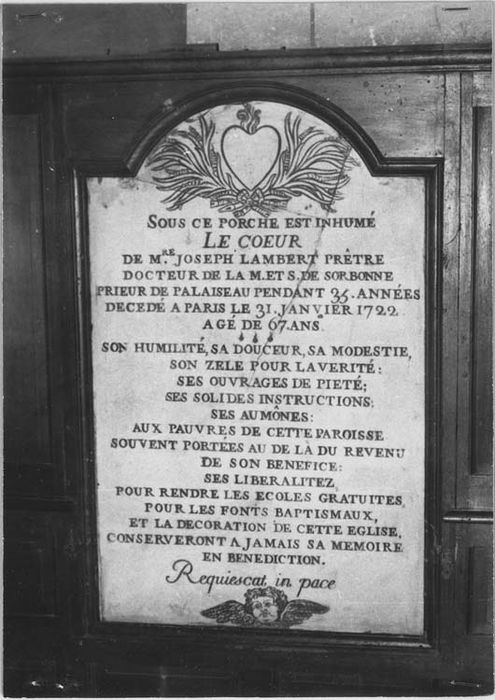 SOUS CE PORCHE EST INHUMÉ
LE COEUR
DE M.RE JOSEPH LAMBERT PRÊTRE
DOCTEUR DE LA M.ET S. DE SORBONNE
PRIEUR DE PALAISEAU PENDANT 35. ANNÉES
DECEDÉ A PARIS LE 31. JANVIER 1722
AGÉ DE 67. ANS
SON HUMILITÉ, SA DOUCEUR, SA MODESTIE,
SON ZELE POUR LA VERITÉ:
SES OUVRAGES DE PIETÉ;
SES SOLIDES INSTRUCTIONS;
SES AUMÔNES:
AUX PAUVRES DE CETTE PAROISSE
SOUVENT PORTÉES AU DE LÀ DU REVENU
DE SON BENEFICE:
SES LIBERALITEZ
POUR RENDRE LES ECOLES GRATUITES,
POUR LES FONTS BAPTISMAUX,
ET LA DECORATION DE CETTE EGLISE,
CONSERVERONT A JAMAIS SA MEMOIRE
EN BENEDICTION.
Requiescat in pace